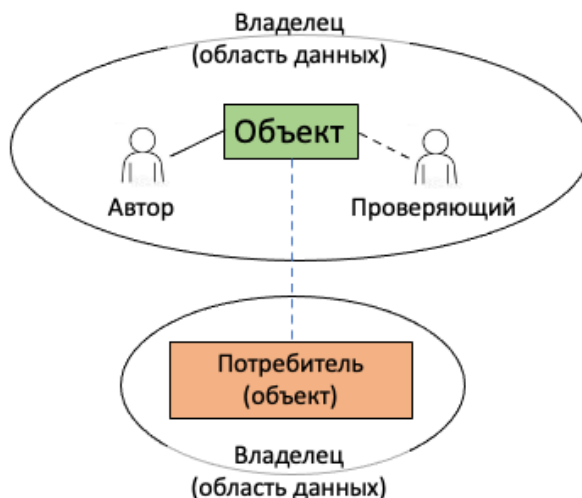 Владелец
(область данных)
Объект
Автор
Проверяющий
Потребитель
(объект)
Владелец
(область данных)